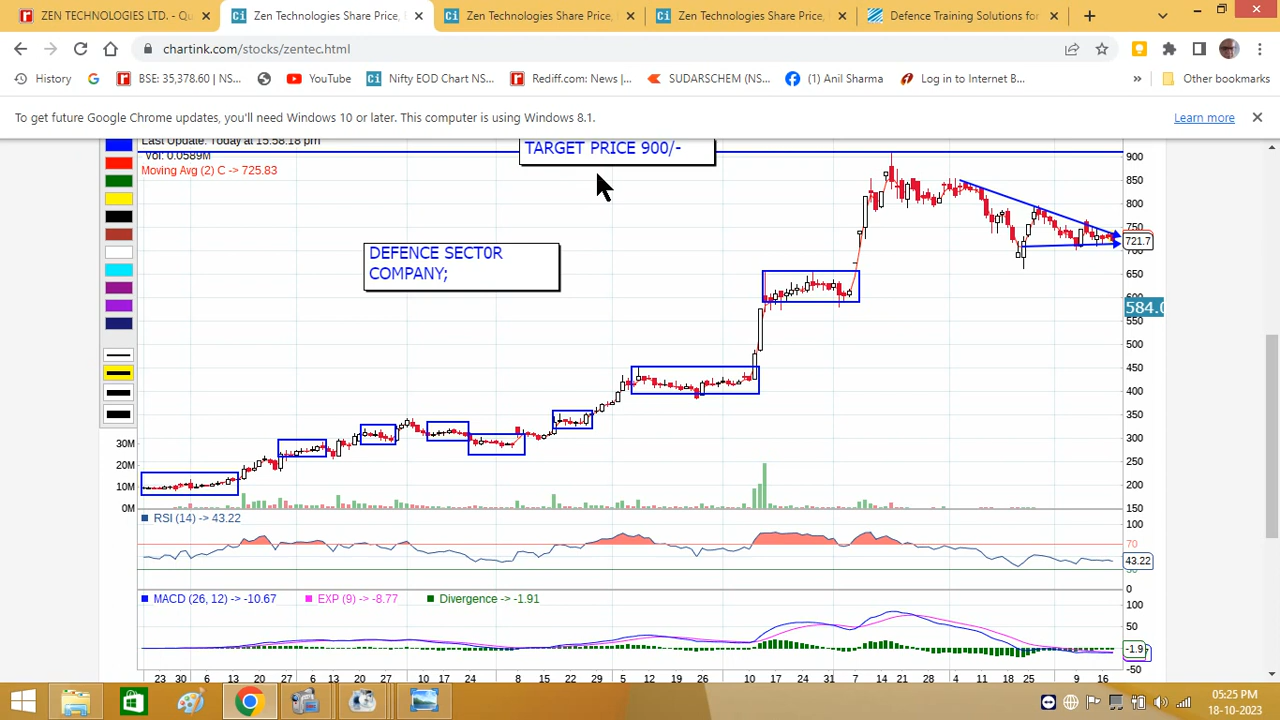 ZEN TECHNOLOGIES LTD. - Qu
Zen Technologies Share Price, E
Zen Technologies Share Price,
Zen Technologies Share Price,
Defence Training Solutions for
chartink.com/stocks/zentec.html
History
BSE: 35,378.60 | NS...
YouTube
Nifty EOD Chart NS...
Rediff.com: News |...
SUDARSCHEM (NS...
(1) Anil Sharma
Log in to Internet B...
»
Other bookmarks
To get future Google Chrome updates, you'll need Windows 10 or later. This computer is using Windows 8.1.
Learn more
Last Update: Today at 15:58:18 pm
Vol: 0.0589M
Moving Avg (2) C -> 725.83
TARGET PRICE 900/-
DEFENCE SECT0R
COMPANY;
900
850
800
750
721.7
700
650
600
584.0
550
500
450
400
350
300
250
200
150
30M
20M
10M
0M
RSI (14) -> 43.22
100
70
43.22
0
MACD (26, 12) -> -10.67
EXP (9) -> -8.77
Divergence -> -1.91
100
50
-1.9
-50
23 30 6 13 20 27 6 13 20 27 3 10 17 24 8 15 22 29 5 12 19 26 10 17 24 31 7 14 21 28 4 11 18 25 9 16
05:25 PM
18-10-2023